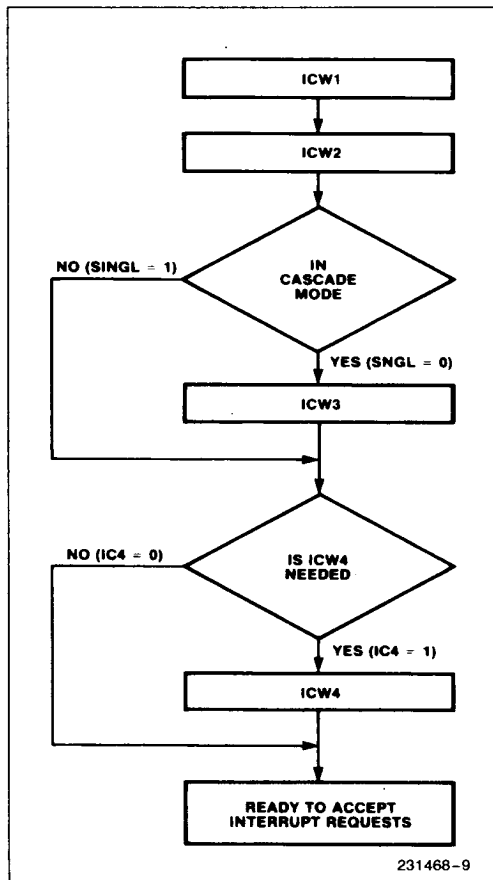 ICW1
ICW2
IN
CASCADE
MODE
NO (SINGL = 1)
YES (SNGL = 0)
ICW3
IS ICW4
NEEDED
NO (IC4 = 0)
YES (IC4 = 1)
ICW4
READY TO ACCEPT
INTERRUPT REQUESTS
231468-9